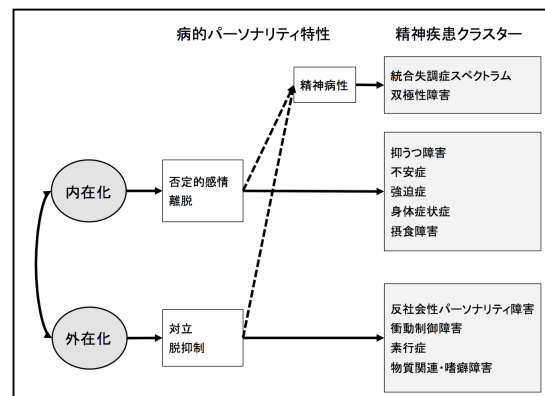 病的パーソナリティ特性
精神疾患クラスター
精神病性
統合失調症スペクトラム
双極性障害
内在化
否定的感情
離脱
抑うつ障害
不安症
強迫症
身体症状症
摂食障害
外在化
対立
脱抑制
反社会性パーソナリティ障害
衝動制御障害
素行症
物質関連・嗜癖障害